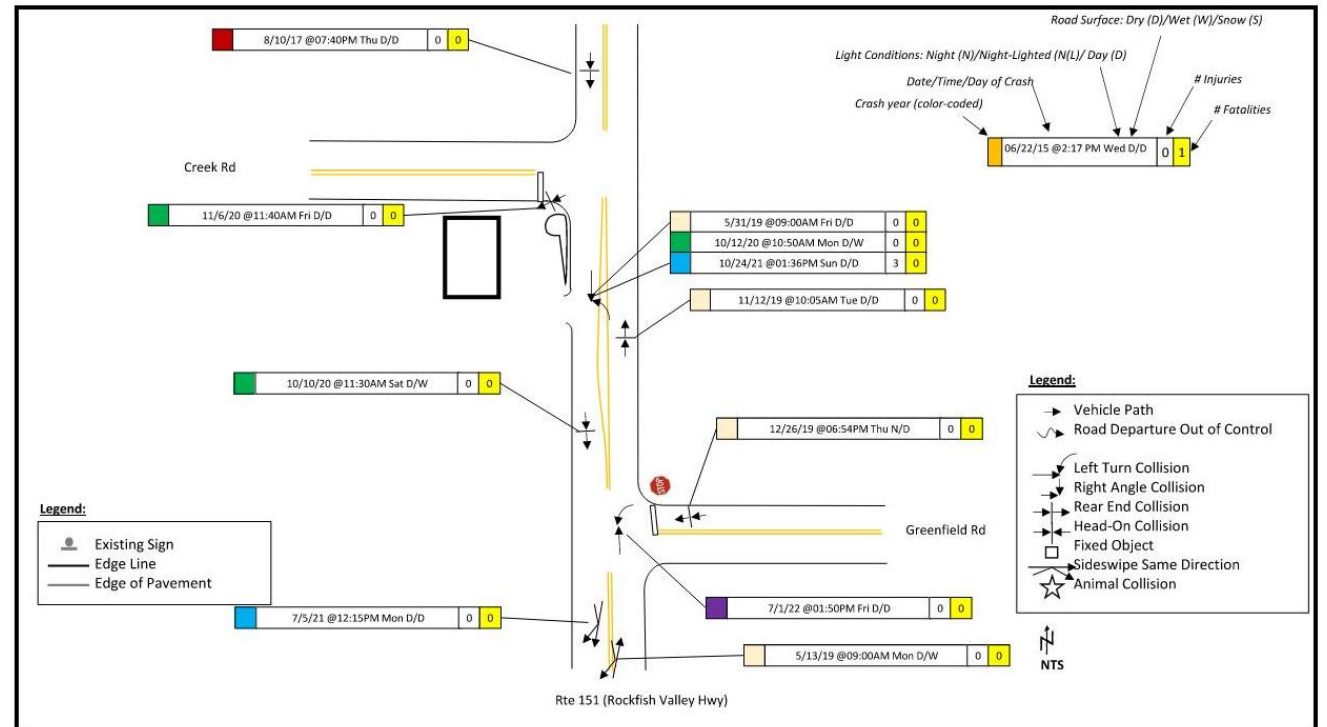 Road Surface: Dry (D)/Wet (W)/Snow (S)
8/10/17 @07:40PM Thu D/D 0 0
Light Conditions: Night (N)/Night-Lighted (N(L)/ Day (D)
Date/Time/Day of Crash
# Injuries
Crash year (color-coded)
# Fatalities
06/22/15 @2:17 PM Wed D/D 0 1
Creek Rd
11/6/20 @11:40AM Fri D/D 0 0
5/31/19 @09:00AM Fri D/D 0 0
10/12/20 @10:50AM Mon D/W 0 0
10/24/21 @01:36PM Sun D/D 3 0
11/12/19 @10:05AM Tue D/D 0 0
10/10/20 @11:30AM Sat D/W 0 0
12/26/19 @06:54PM Thu N/D 0 0
STOP
Greenfield Rd
Legend:
Vehicle Path
Road Departure Out of Control
Left Turn Collision
Right Angle Collision
Rear End Collision
Head-On Collision
Fixed Object
Sideswipe Same Direction
Animal Collision
Legend:
Existing Sign
Edge Line
Edge of Pavement
7/5/21 @12:15PM Mon D/D 0 0
7/1/22 @01:50PM Fri D/D 0 0
5/13/19 @09:00AM Mon D/W 0 0
N
NTS
Rte 151 (Rockfish Valley Hwy)